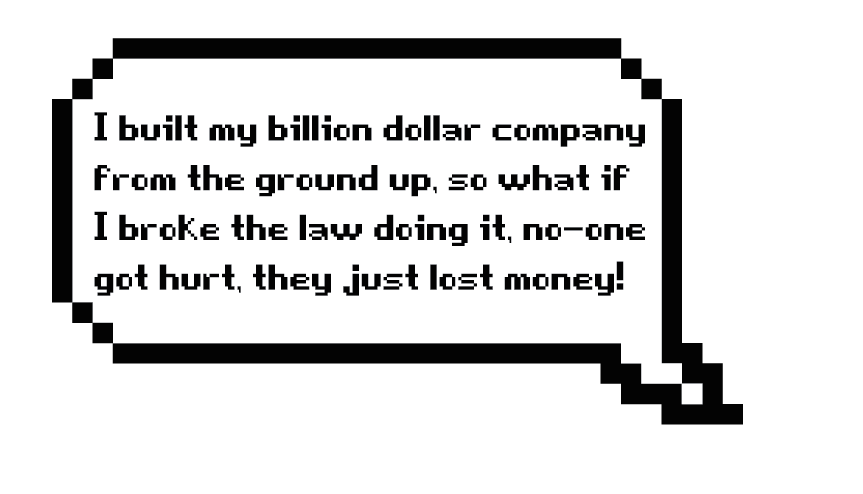 I built my billion dollar company
from the ground up, so what if
I broke the law doing it, no-one
got hurt, they just lost money!